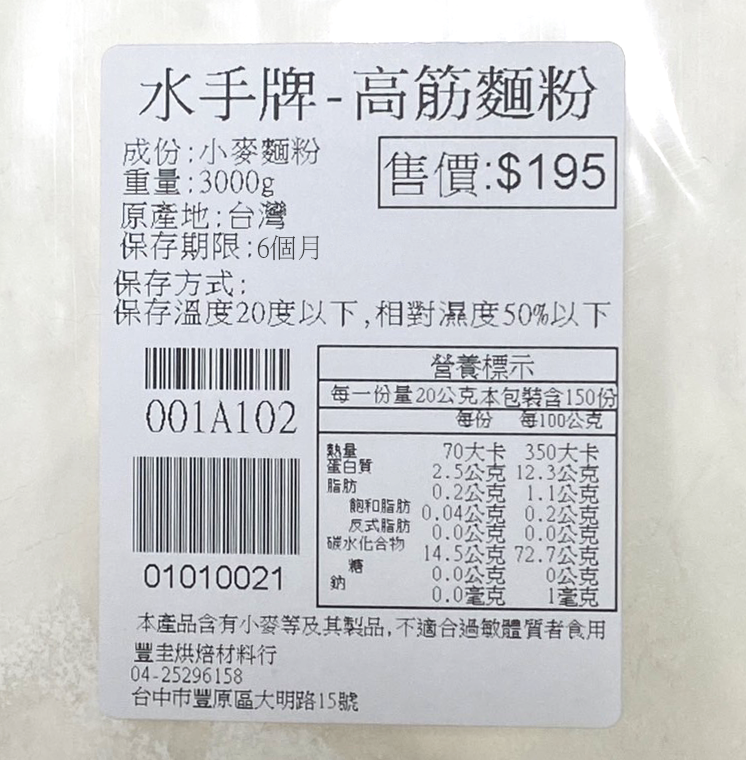 水手牌-高筋麵粉
成份:小麥麵粉
售價:$195
重量:3000g
原產地:台灣
保存期限:6個月
保存方式:
保存溫度20度以下,相對濕度50%以下
001A102
01010021
營養標示
每一份量20公克本包裝含150份
每份 每100公克
熱量 70大卡 350大卡
蛋白質 2.5公克 12.3公克
脂肪 0.2公克 1.1公克
飽和脂肪 0.04公克 0.2公克
反式脂肪 0.0公克 0.0公克
碳水化合物 14.5公克 72.7公克
糖 0.0公克 0公克
鈉 0.0毫克 1毫克
本產品含有小麥等及其製品,不適合過敏體質者食用
豐圭烘焙材料行
04-25296158
台中市豐原區大明路15號